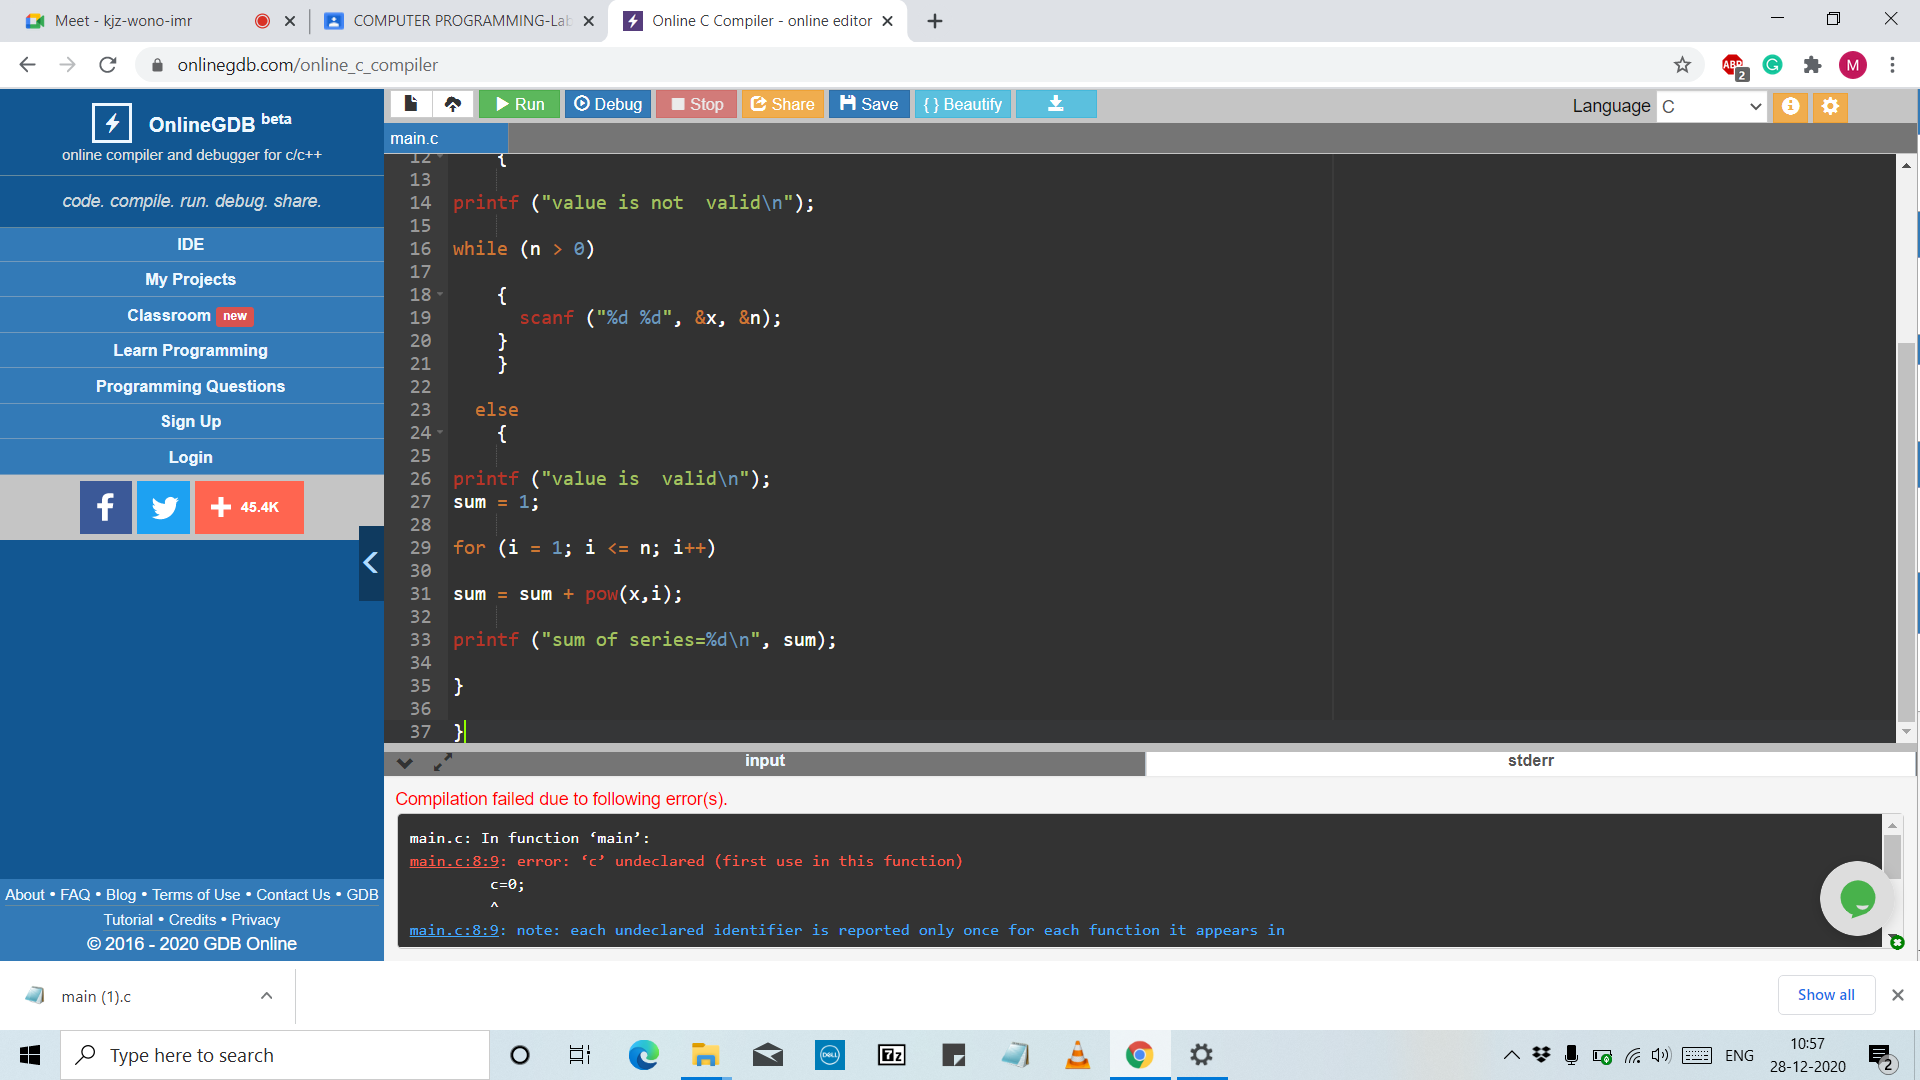 Meet - kjz-wono-imr
COMPUTER PROGRAMMING-Lab
Online C Compiler - online editor
onlinegdb.com/online_c_compiler
ABP
2
G
M
OnlineGDB beta
online compiler and debugger for c/c++
code. compile. run. debug. share.
IDE
My Projects
Classroom new
Learn Programming
Programming Questions
Sign Up
Login
45.4K
About • FAQ • Blog • Terms of Use • Contact Us • GDB
Tutorial • Credits • Privacy
© 2016 - 2020 GDB Online
Run
Debug
Stop
Share
Save
{ } Beautify
Language C
main.c
12 {
13
14 printf ("value is not  valid\n");
15
16 while (n > 0)
17
18 {
19 scanf ("%d %d", &x, &n);
20 }
21 }
22
23 else
24 {
25
26 printf ("value is  valid\n");
27 sum = 1;
28
29 for (i = 1; i <= n; i++)
30
31 sum = sum + pow(x,i);
32
33 printf ("sum of series=%d\n", sum);
34
35 }
36
37 }
input
stderr
Compilation failed due to following error(s).
main.c: In function ‘main’:
main.c:8:9: error: ‘c’ undeclared (first use in this function)
c=0;
^
main.c:8:9: note: each undeclared identifier is reported only once for each function it appears in
main (1).c
Show all
Type here to search
DELL
7z
ENG
10:57
28-12-2020
2